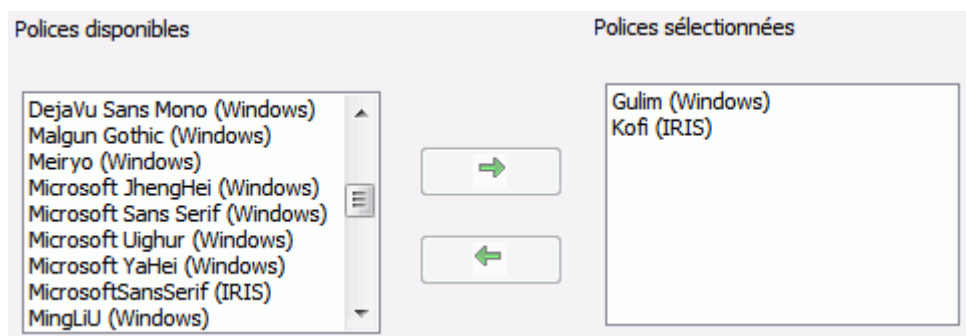 Polices disponibles
DejaVu Sans Mono (Windows)
Malgun Gothic (Windows)
Meiryo (Windows)
Microsoft JhengHei (Windows)
Microsoft Sans Serif (Windows)
Microsoft Uighur (Windows)
Microsoft YaHei (Windows)
MicrosoftSansSerif (IRIS)
MingLiU (Windows)
Polices sélectionnées
Gulim (Windows)
Kofi (IRIS)